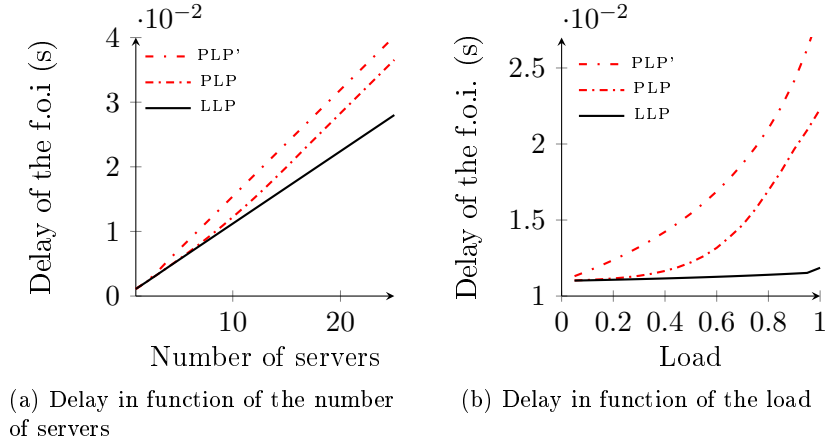 ·10⁻²
4
3
2
1
0
Delay of the f.o.i (s)
PLP'
PLP
LLP
10
20
Number of servers
(a) Delay in function of the number
of servers
·10⁻²
2.5
2
1.5
1
Delay of the f.o.i. (s)
PLP'
PLP
LLP
0
0.2
0.4
0.6
0.8
1
Load
(b) Delay in function of the load